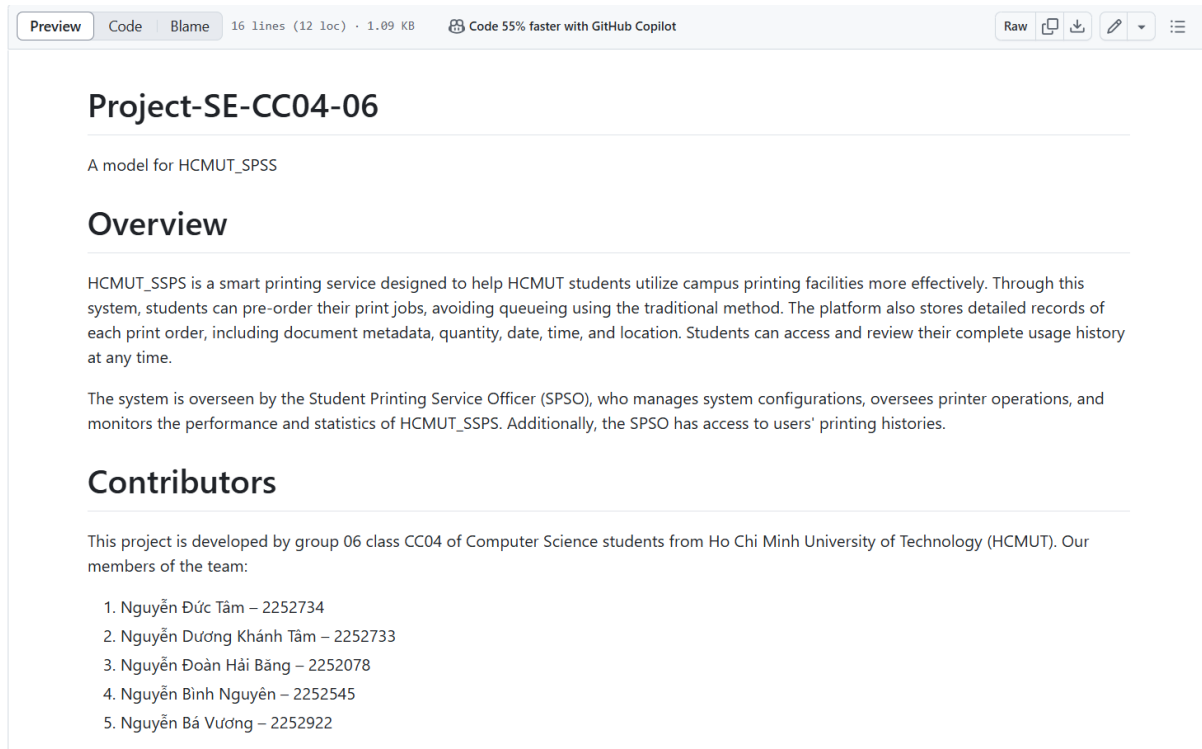 Preview Code Blame 16 lines (12 loc) · 1.09 KB Code 55% faster with GitHub Copilot Raw
Project-SE-CC04-06
A model for HCMUT_SPSS
Overview
HCMUT_SSPS is a smart printing service designed to help HCMUT students utilize campus printing facilities more effectively. Through this
system, students can pre-order their print jobs, avoiding queueing using the traditional method. The platform also stores detailed records of
each print order, including document metadata, quantity, date, time, and location. Students can access and review their complete usage history
at any time.
The system is overseen by the Student Printing Service Officer (SPSO), who manages system configurations, oversees printer operations, and
monitors the performance and statistics of HCMUT_SSPS. Additionally, the SPSO has access to users' printing histories.
Contributors
This project is developed by group 06 class CC04 of Computer Science students from Ho Chi Minh University of Technology (HCMUT). Our
members of the team:
1. Nguyễn Đức Tâm – 2252734
2. Nguyễn Dương Khánh Tâm – 2252733
3. Nguyễn Đoàn Hải Băng – 2252078
4. Nguyễn Bình Nguyên – 2252545
5. Nguyễn Bá Vương – 2252922